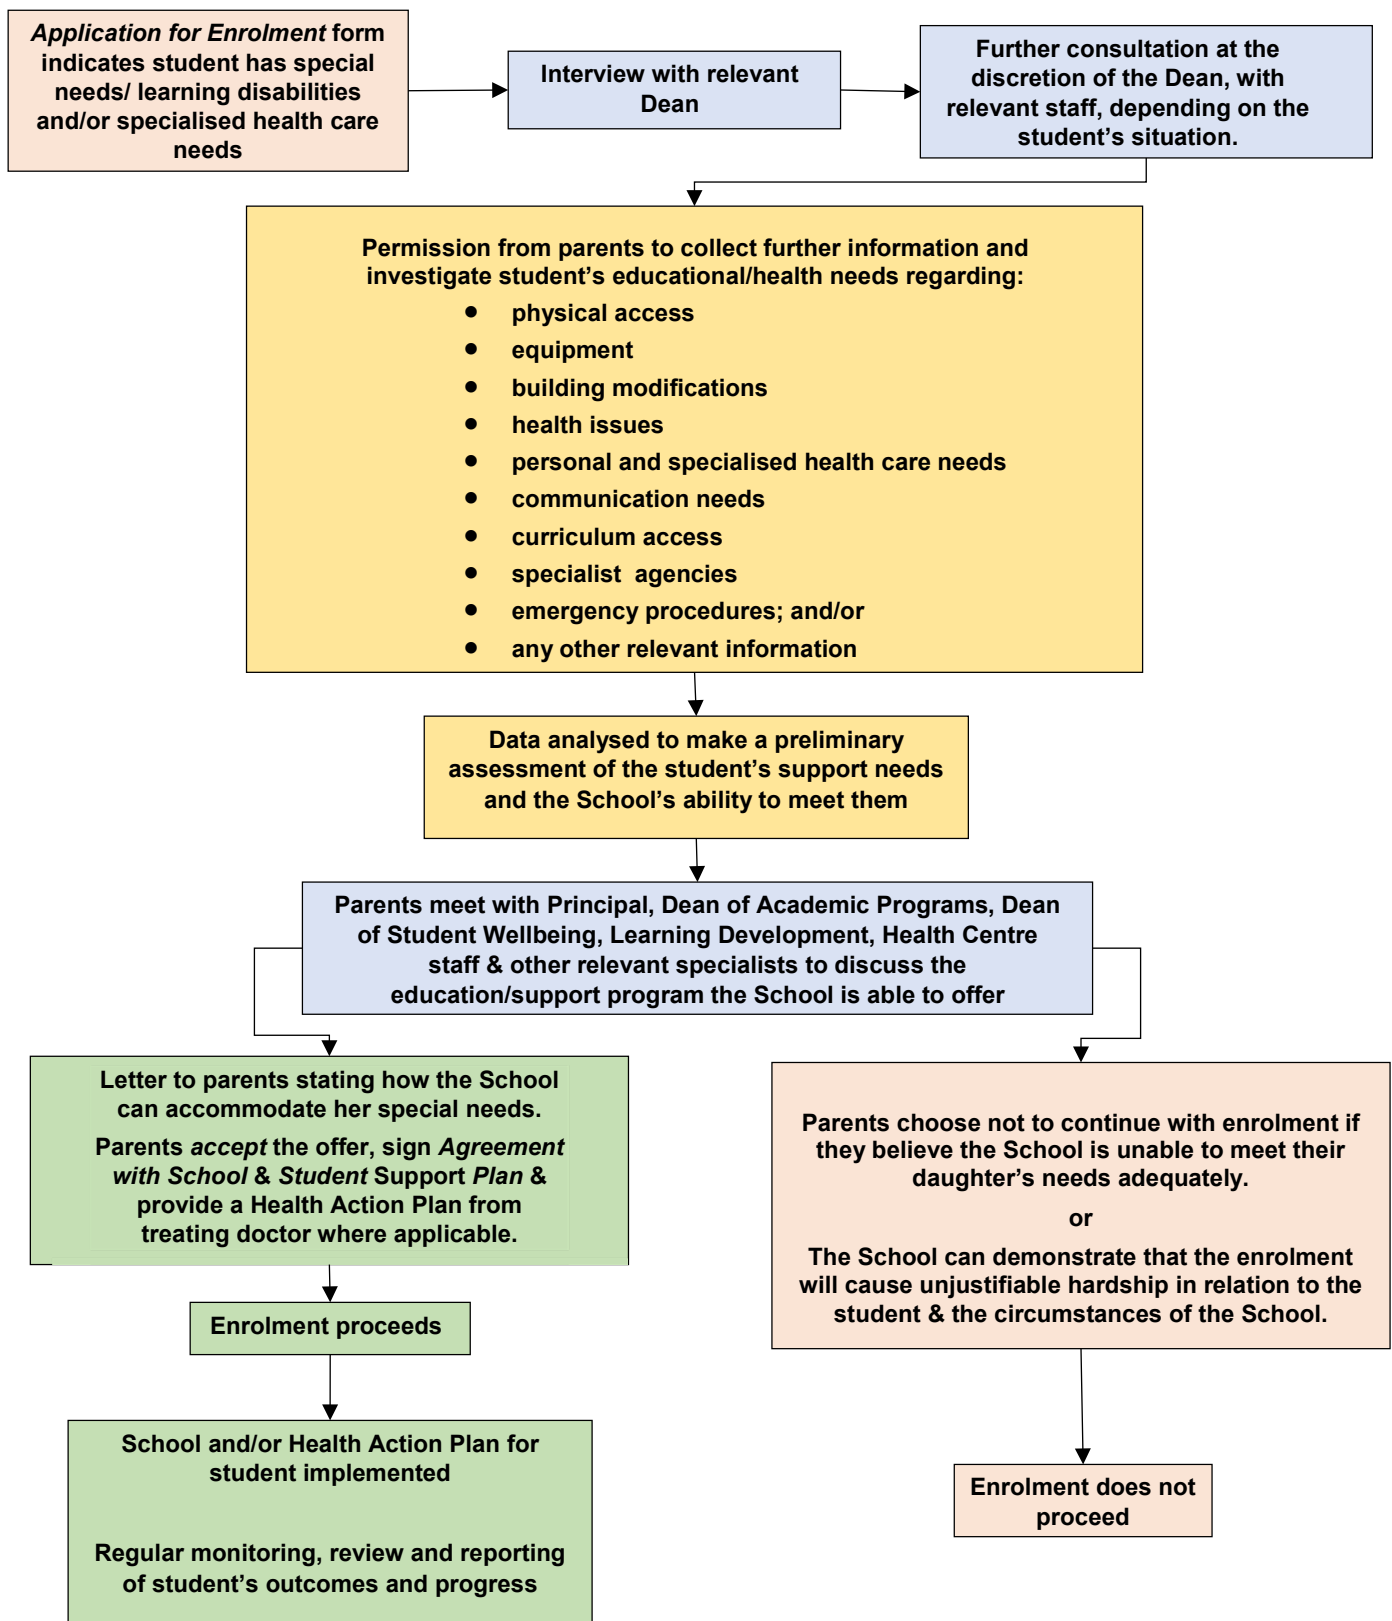 Application for Enrolment form
indicates student has special
needs/ learning disabilities
and/or specialised health care
needs
Interview with relevant
Dean
Further consultation at the
discretion of the Dean, with
relevant staff, depending on the
student's situation.
Permission from parents to collect further information and
investigate student's educational/health needs regarding:
● physical access
● equipment
● building modifications
● health issues
● personal and specialised health care needs
● communication needs
● curriculum access
● specialist agencies
● emergency procedures; and/or
● any other relevant information
Data analysed to make a preliminary
assessment of the student's support needs
and the School's ability to meet them
Parents meet with Principal, Dean of Academic Programs, Dean
of Student Wellbeing, Learning Development, Health Centre
staff & other relevant specialists to discuss the
education/support program the School is able to offer
Letter to parents stating how the School
can accommodate her special needs.
Parents accept the offer, sign Agreement
with School & Student Support Plan &
provide a Health Action Plan from
treating doctor where applicable.
Enrolment proceeds
School and/or Health Action Plan for
student implemented
Regular monitoring, review and reporting
of student's outcomes and progress
Parents choose not to continue with enrolment if
they believe the School is unable to meet their
daughter's needs adequately.
or
The School can demonstrate that the enrolment
will cause unjustifiable hardship in relation to the
student & the circumstances of the School.
Enrolment does not
proceed